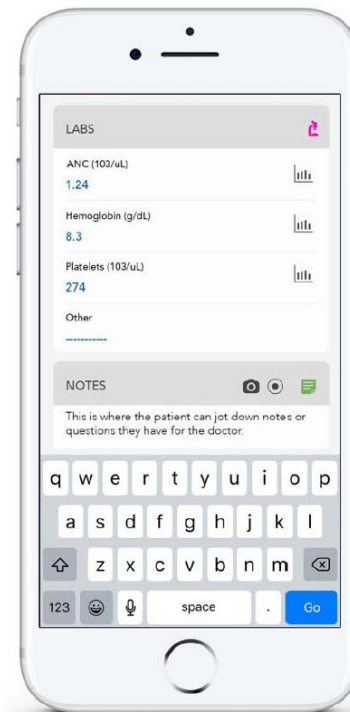 LABS
ANC (103/uL)
1.24
Hemoglobin (g/dL)
8.3
Platelets (103/uL)
274
Other
-----------
NOTES
This is where the patient can jot down notes or
questions they have for the doctor.
q w e r t y u i o p
a s d f g h j k l
z x c v b n m
123 space . Go